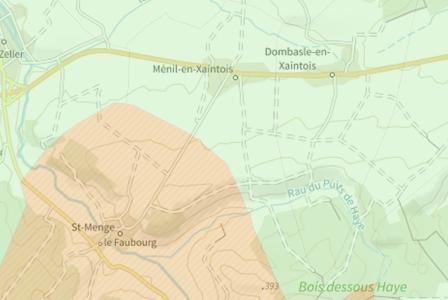 Zeller
Ménil-en-Xaintois
Dombasle-en-
Xaintois
Rau du Puits de Haye
St-Menge
le Faubourg
393
Bois dessous Haye